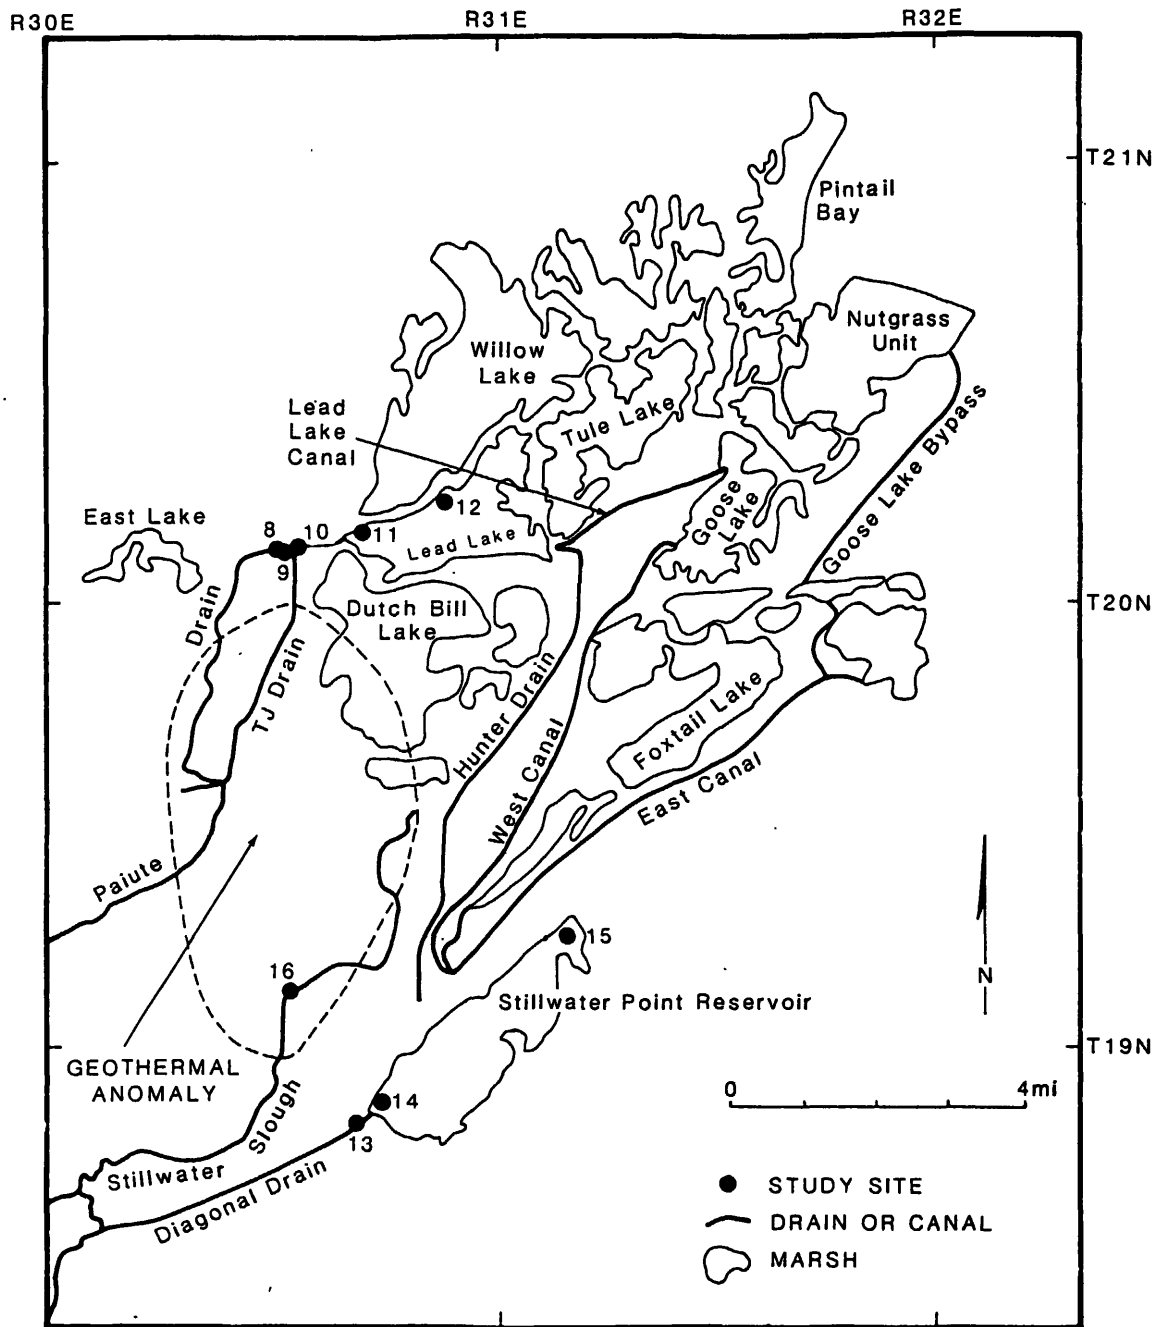 R30E
R31E
R32E
T21N
Pintail
Bay
Nutgrass
Unit
Willow
Lake
Lead
Lake
Canal
Tule Lake
Goose Lake Bypass
Goose
Lake
East Lake
8
9
10
11
12
Lead Lake
T20N
Drain
TJ Drain
Dutch Bill
Lake
Hunter Drain
West Canal
Foxtail Lake
East Canal
Paiute
15
16
Stillwater Point Reservoir
N
GEOTHERMAL
ANOMALY
T19N
0 4mi
14
13
Stillwater Slough
Diagonal Drain
STUDY SITE
DRAIN OR CANAL
MARSH